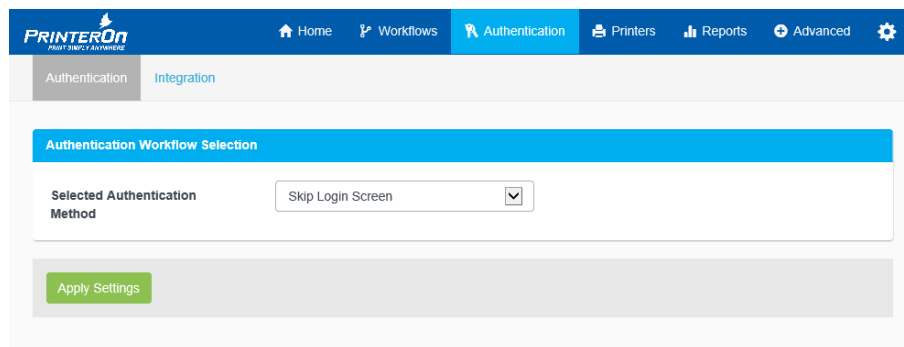 PRINTERON
PRINT SIMPLY ANYWHERE
Home Workflows Authentication Printers Reports Advanced
Authentication Integration
Authentication Workflow Selection
Selected Authentication Method
Skip Login Screen
Apply Settings